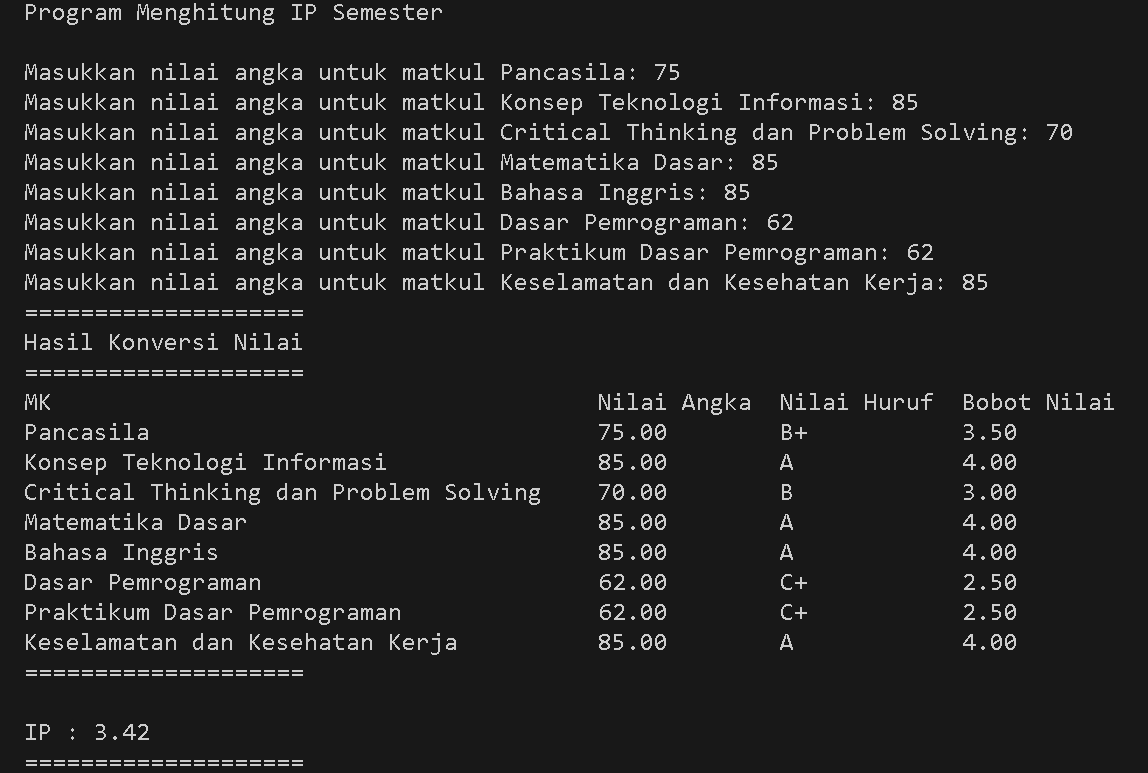 Program Menghitung IP Semester
Masukkan nilai angka untuk matkul Pancasila: 75
Masukkan nilai angka untuk matkul Konsep Teknologi Informasi: 85
Masukkan nilai angka untuk matkul Critical Thinking dan Problem Solving: 70
Masukkan nilai angka untuk matkul Matematika Dasar: 85
Masukkan nilai angka untuk matkul Bahasa Inggris: 85
Masukkan nilai angka untuk matkul Dasar Pemrograman: 62
Masukkan nilai angka untuk matkul Praktikum Dasar Pemrograman: 62
Masukkan nilai angka untuk matkul Keselamatan dan Kesehatan Kerja: 85
====================
Hasil Konversi Nilai
====================
MK Nilai Angka Nilai Huruf Bobot Nilai
Pancasila 75.00 B+ 3.50
Konsep Teknologi Informasi 85.00 A 4.00
Critical Thinking dan Problem Solving 70.00 B 3.00
Matematika Dasar 85.00 A 4.00
Bahasa Inggris 85.00 A 4.00
Dasar Pemrograman 62.00 C+ 2.50
Praktikum Dasar Pemrograman 62.00 C+ 2.50
Keselamatan dan Kesehatan Kerja 85.00 A 4.00
====================
IP : 3.42
====================